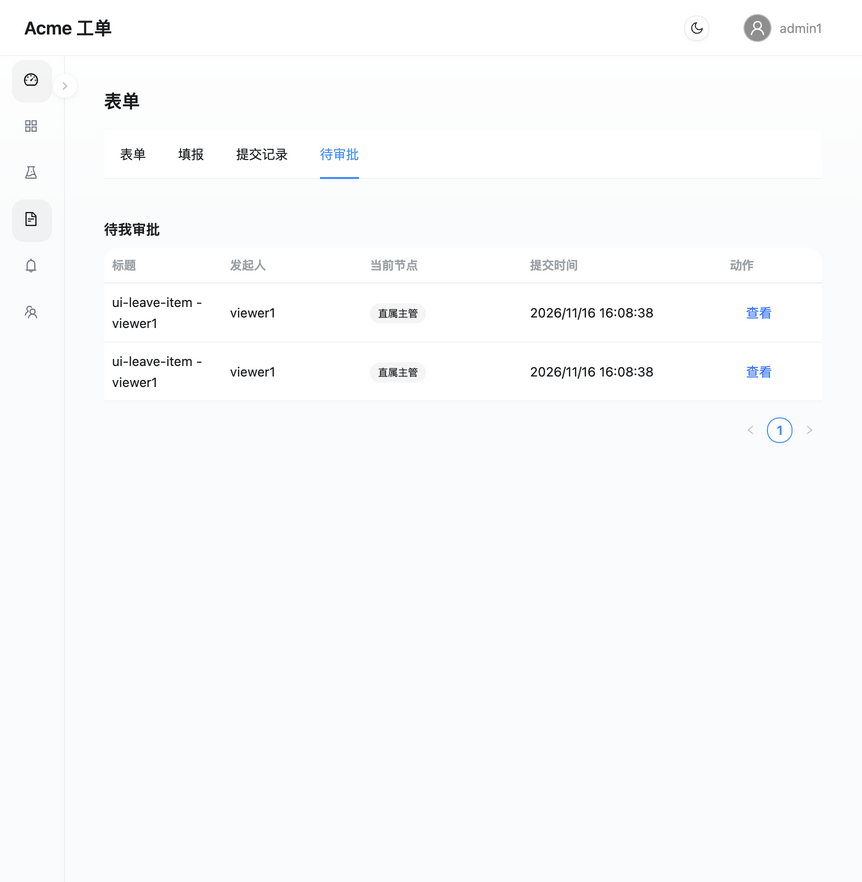 Acme 工单
admin1
表单
表单 填报 提交记录 待审批
待我审批
标题 发起人 当前节点 提交时间 动作
ui-leave-item -
viewer1 viewer1 直属主管 2026/11/16 16:08:38 查看
ui-leave-item -
viewer1 viewer1 直属主管 2026/11/16 16:08:38 查看
1